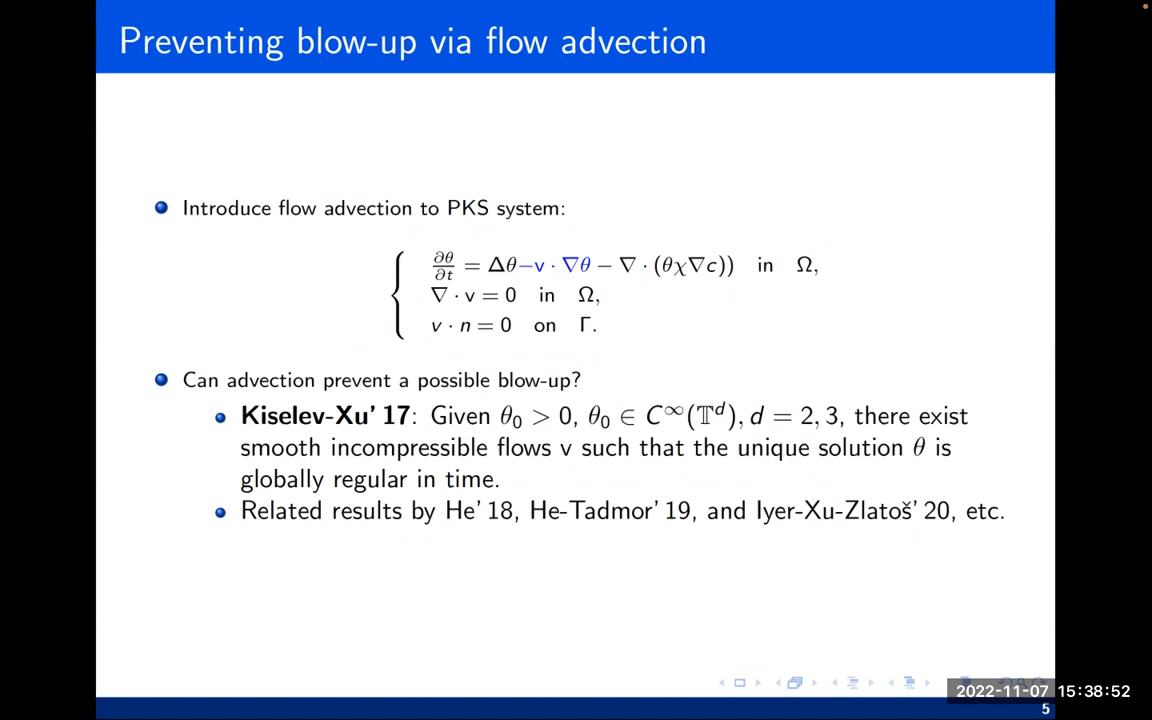 Preventing blow-up via flow advection
Introduce flow advection to PKS system:
∂θ/∂t = Δθ−v · ∇θ − ∇ · (θχ∇c)) in Ω,
∇ · v = 0 in Ω,
v · n = 0 on Γ.
Can advection prevent a possible blow-up?
Kiselev-Xu' 17: Given θ₀ > 0, θ₀ ∈ C^∞(𝕋^d), d = 2, 3, there exist
smooth incompressible flows v such that the unique solution θ is
globally regular in time.
Related results by He' 18, He-Tadmor' 19, and Iyer-Xu-Zlatoš' 20, etc.
2022-11-07 15:38:52
5